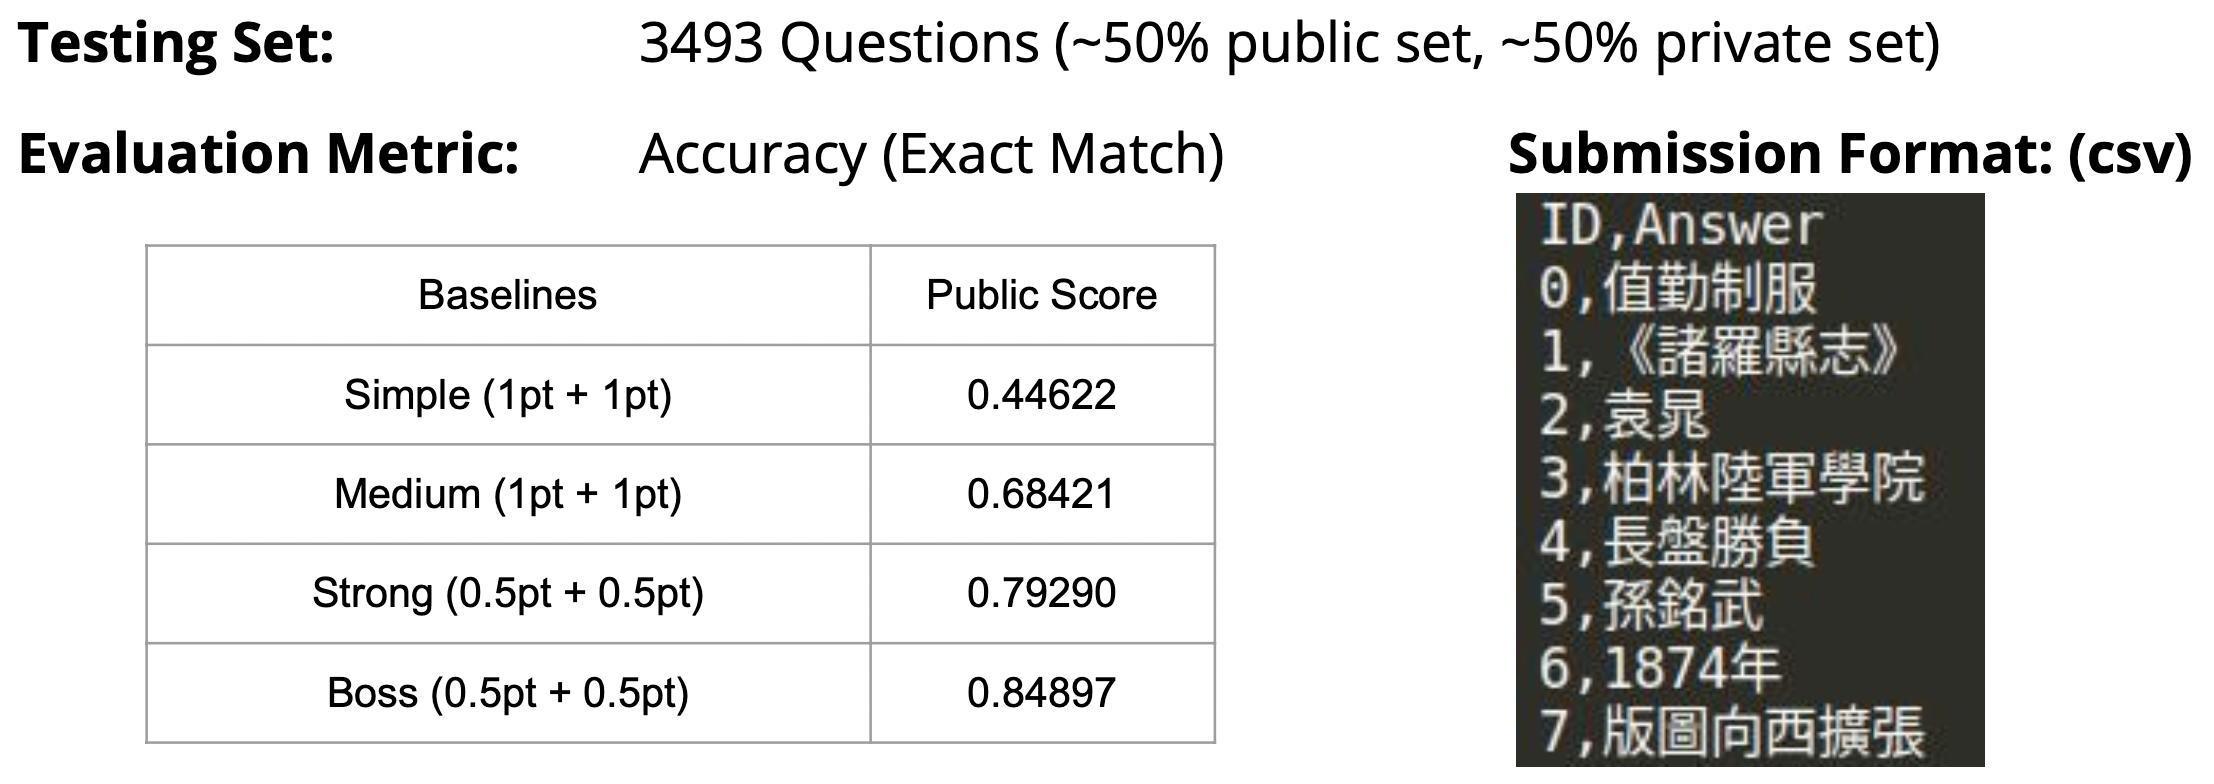 Testing Set: 3493 Questions (~50% public set, ~50% private set)
Evaluation Metric: Accuracy (Exact Match)
Baselines Public Score
Simple (1pt + 1pt) 0.44622
Medium (1pt + 1pt) 0.68421
Strong (0.5pt + 0.5pt) 0.79290
Boss (0.5pt + 0.5pt) 0.84897
Submission Format: (csv)
ID,Answer
0,值勤制服
1,《諸羅縣志》
2,袁晁
3,柏林陸軍學院
4,長盤勝負
5,孫銘武
6,1874年
7,版圖向西擴張